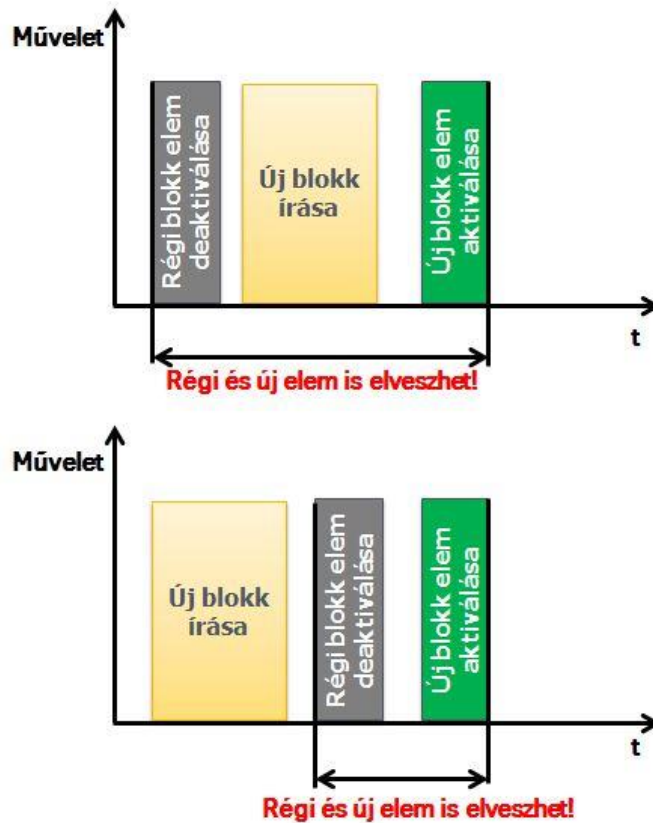 Művelet
Régi blokk elem
deaktiválása
Új blokk
írása
Új blokk elem
aktiválása
t
Régi és új elem is elveszhet!
Művelet
Új blokk
írása
Régi blokk elem
deaktiválása
Új blokk elem
aktiválása
t
Régi és új elem is elveszhet!